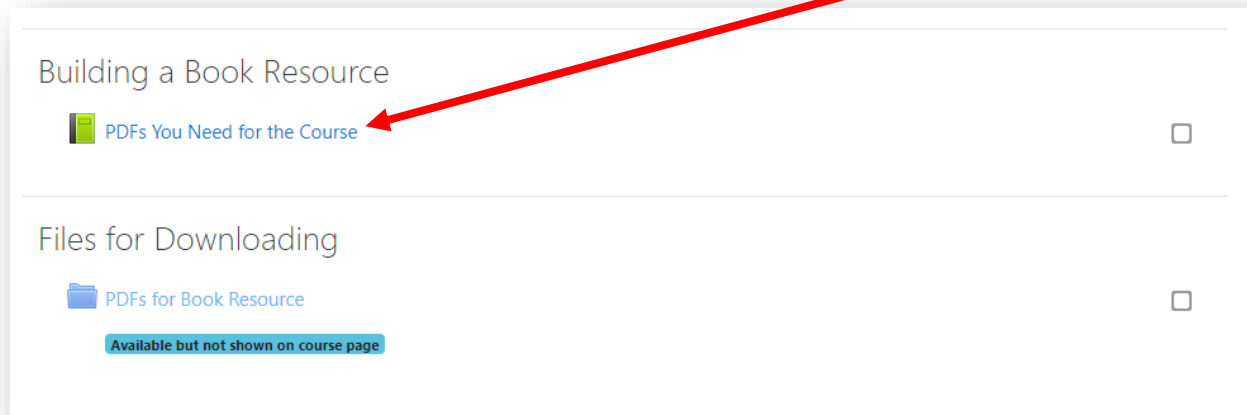 Building a Book Resource
PDFs You Need for the Course
Files for Downloading
PDFs for Book Resource
Available but not shown on course page